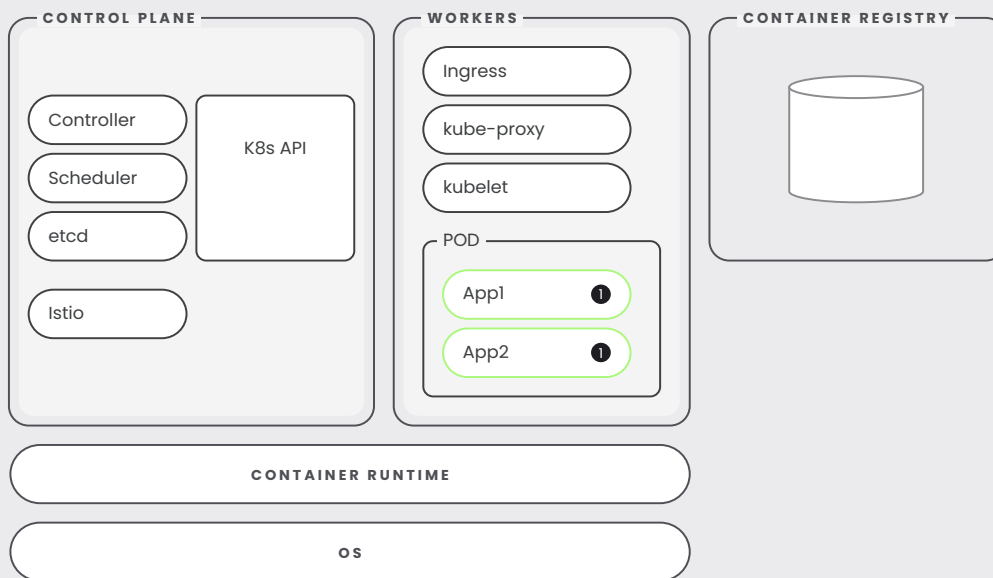 CONTROL PLANE
Controller
Scheduler
etcd
Istio
K8s API
WORKERS
Ingress
kube-proxy
kubelet
POD
App1 1
App2 1
CONTAINER REGISTRY
CONTAINER RUNTIME
OS